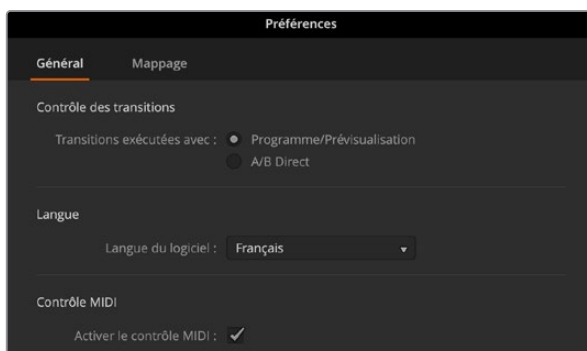 Préférences
Général Mappage
Contrôle des transitions
Transitions exécutées avec : Programme/Prévisualisation
A/B Direct
Langue
Langue du logiciel : Français
Contrôle MIDI
Activer le contrôle MIDI :